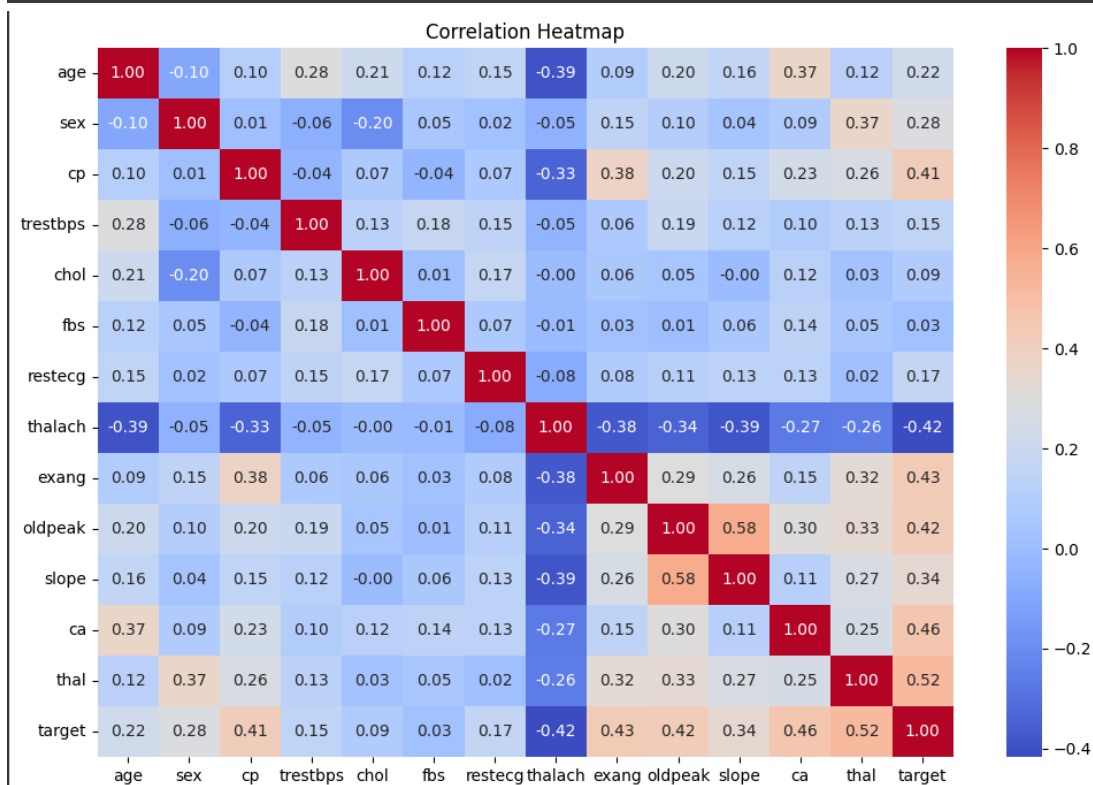 Correlation Heatmap
age 1.00 -0.10 0.10 0.28 0.21 0.12 0.15 -0.39 0.09 0.20 0.16 0.37 0.12 0.22
sex -0.10 1.00 0.01 -0.06 -0.20 0.05 0.02 -0.05 0.15 0.10 0.04 0.09 0.37 0.28
cp 0.10 0.01 1.00 -0.04 0.07 -0.04 0.07 -0.33 0.38 0.20 0.15 0.23 0.26 0.41
trestbps 0.28 -0.06 -0.04 1.00 0.13 0.18 0.15 -0.05 0.06 0.19 0.12 0.10 0.13 0.15
chol 0.21 -0.20 0.07 0.13 1.00 0.01 0.17 -0.00 0.06 0.05 -0.00 0.12 0.03 0.09
fbs 0.12 0.05 -0.04 0.18 0.01 1.00 0.07 -0.01 0.03 0.01 0.06 0.14 0.05 0.03
restecg 0.15 0.02 0.07 0.15 0.17 0.07 1.00 -0.08 0.08 0.11 0.13 0.13 0.02 0.17
thalach -0.39 -0.05 -0.33 -0.05 -0.00 -0.01 -0.08 1.00 -0.38 -0.34 -0.39 -0.27 -0.26 -0.42
exang 0.09 0.15 0.38 0.06 0.06 0.03 0.08 -0.38 1.00 0.29 0.26 0.15 0.32 0.43
oldpeak 0.20 0.10 0.20 0.19 0.05 0.01 0.11 -0.34 0.29 1.00 0.58 0.30 0.33 0.42
slope 0.16 0.04 0.15 0.12 -0.00 0.06 0.13 -0.39 0.26 0.58 1.00 0.11 0.27 0.34
ca 0.37 0.09 0.23 0.10 0.12 0.14 0.13 -0.27 0.15 0.30 0.11 1.00 0.25 0.46
thal 0.12 0.37 0.26 0.13 0.03 0.05 0.02 -0.26 0.32 0.33 0.27 0.25 1.00 0.52
target 0.22 0.28 0.41 0.15 0.09 0.03 0.17 -0.42 0.43 0.42 0.34 0.46 0.52 1.00
age sex cp trestbps chol fbs restecg thalach exang oldpeak slope ca thal target
1.0
0.8
0.6
0.4
0.2
0.0
−0.2
−0.4